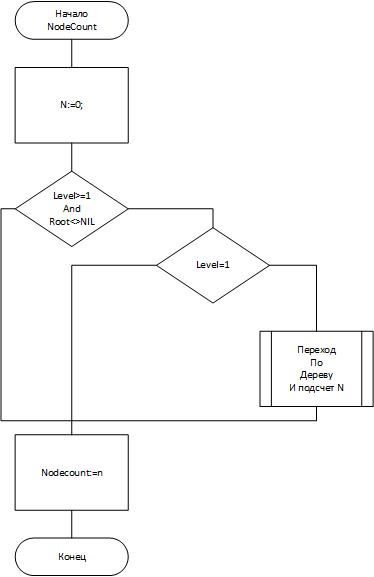 Начало
NodeCount
N:=0;
Level>=1
And
Root<>NIL
Level=1
Переход
По
Дереву
И подсчет N
Nodecount:=n
Конец